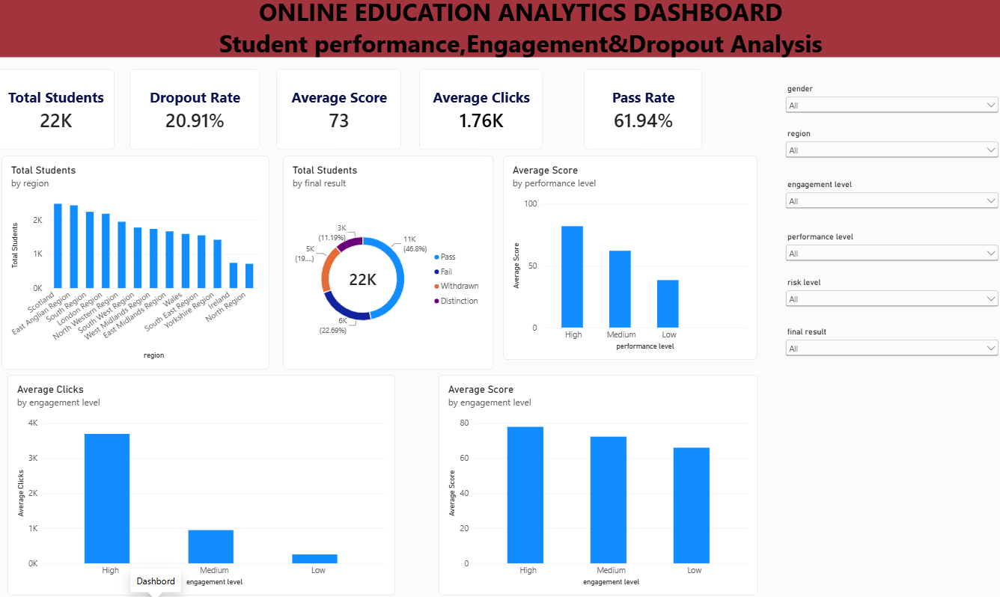 ONLINE EDUCATION ANALYTICS DASHBOARD
Student performance,Engagement&Dropout Analysis
Total Students
22K
Dropout Rate
20.91%
Average Score
73
Average Clicks
1.76K
Pass Rate
61.94%
gender
All
region
All
engagement level
All
performance level
All
risk level
All
final result
All
Total Students
by region
Total Students
2K
1K
0K
Scotland
East Anglian Region
South Region
London Region
North Western Region
South West Region
West Midlands Region
East Midlands Region
Wales
South East Region
Yorkshire Region
Ireland
North Region
region
Total Students
by final result
3K
(11.19%)
11K
(46.8%)
5K
(19....)
6K
(22.69%)
22K
Pass
Fail
Withdrawn
Distinction
Average Score
by performance level
Average Score
100
50
0
High
Medium
Low
performance level
Average Clicks
by engagement level
Average Clicks
4K
3K
2K
1K
0K
High
Medium
Low
engagement level
Dashbord
Average Score
by engagement level
Average Score
80
60
40
20
0
High
Medium
Low
engagement level